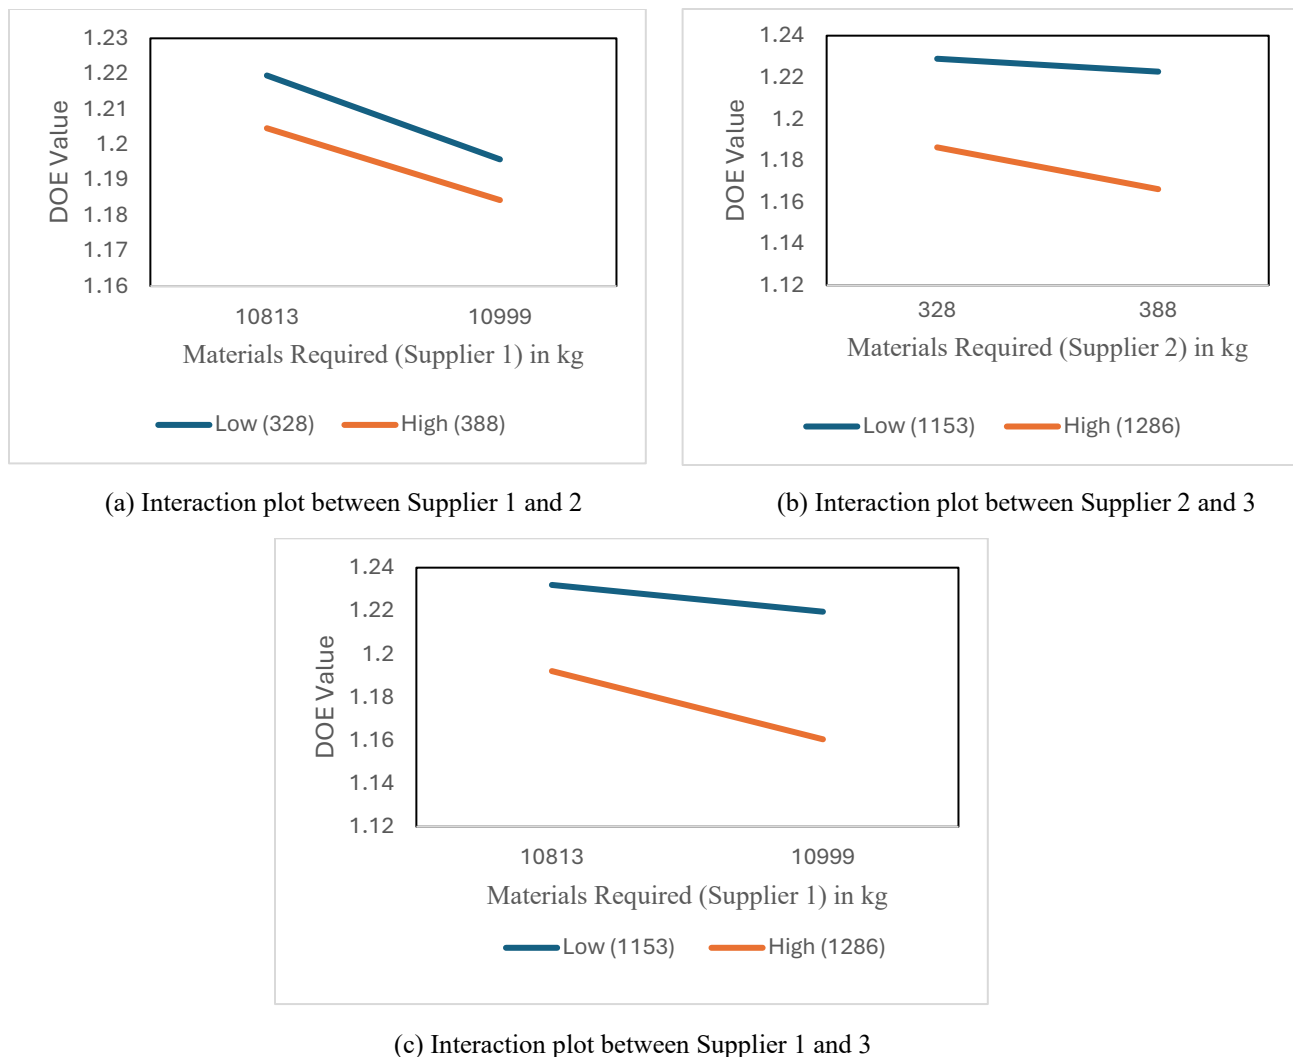 1.23
1.22
1.21
1.2
1.19
1.18
1.17
1.16
DOE Value
10813 10999
Materials Required (Supplier 1) in kg
Low (328) High (388)
(a) Interaction plot between Supplier 1 and 2
1.24
1.22
1.2
1.18
1.16
1.14
1.12
DOE Value
328 388
Materials Required (Supplier 2) in kg
Low (1153) High (1286)
(b) Interaction plot between Supplier 2 and 3
1.24
1.22
1.2
1.18
1.16
1.14
1.12
DOE Value
10813 10999
Materials Required (Supplier 1) in kg
Low (1153) High (1286)
(c) Interaction plot between Supplier 1 and 3